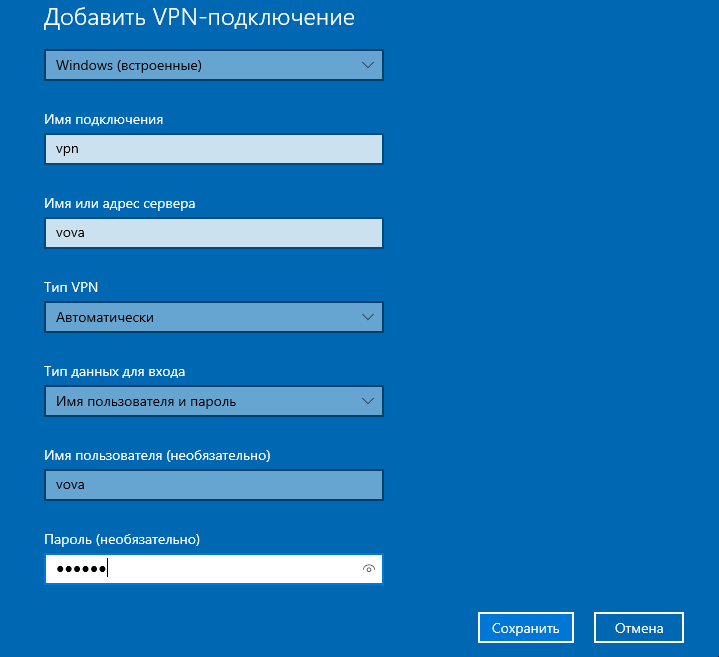 Добавить VPN-подключение
Windows (встроенные)
Имя подключения
vpn
Имя или адрес сервера
vova
Тип VPN
Автоматически
Тип данных для входа
Имя пользователя и пароль
Имя пользователя (необязательно)
vova
Пароль (необязательно)
●●●●●●
Сохранить Отмена